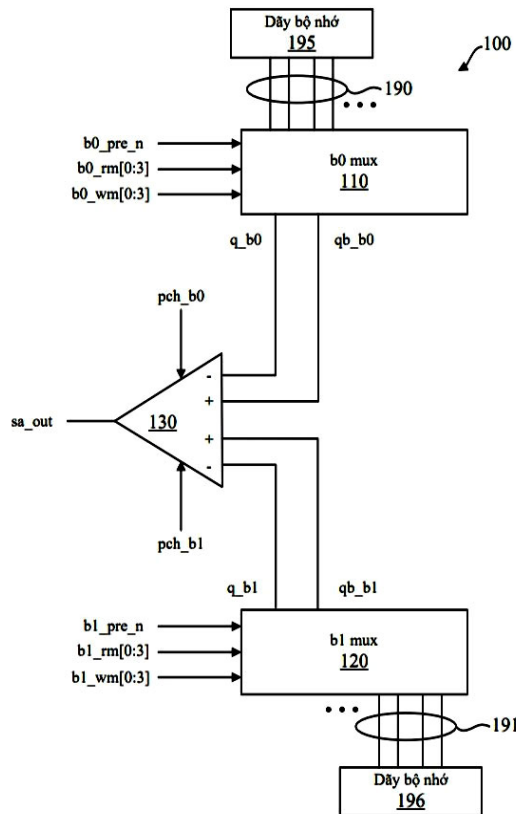 Dãy bộ nhớ
195
100
190
b0_pre_n
b0_rm[0:3]
b0_wm[0:3]
b0 mux
110
q_b0
qb_b0
pch_b0
-
+
sa_out
130
+
-
pch_b1
q_b1
qb_b1
b1_pre_n
b1_rm[0:3]
b1_wm[0:3]
b1 mux
120
191
Dãy bộ nhớ
196